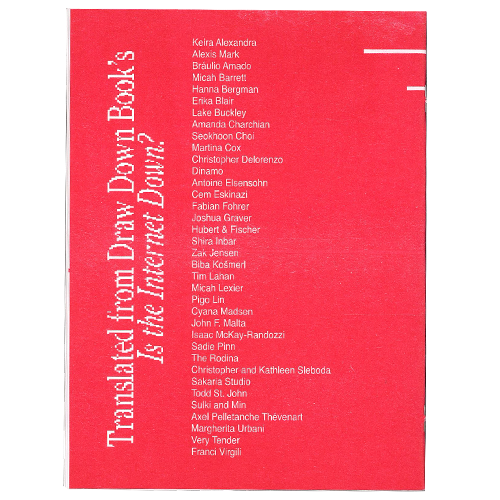 Translated from Draw Down Book's
Is the Internet Down?
Keira Alexandra
Alexis Mark
Bráulio Amado
Micah Barrett
Hanna Bergman
Erika Blair
Lake Buckley
Amanda Charchian
Seokhoon Choi
Martina Cox
Christopher Delorenzo
Dinamo
Antoine Elsensohn
Cem Eskinazi
Fabian Fohrer
Joshua Graver
Hubert & Fischer
Shira Inbar
Zak Jensen
Biba Košmerl
Tim Lahan
Micah Lexier
Pigo Lin
Cyana Madsen
John F. Malta
Isaac McKay-Randozzi
Sadie Pinn
The Rodina
Christopher and Kathleen Sleboda
Sakaria Studio
Todd St. John
Sulki and Min
Axel Pelletanche Thévenart
Margherita Urbani
Very Tender
Franci Virgili